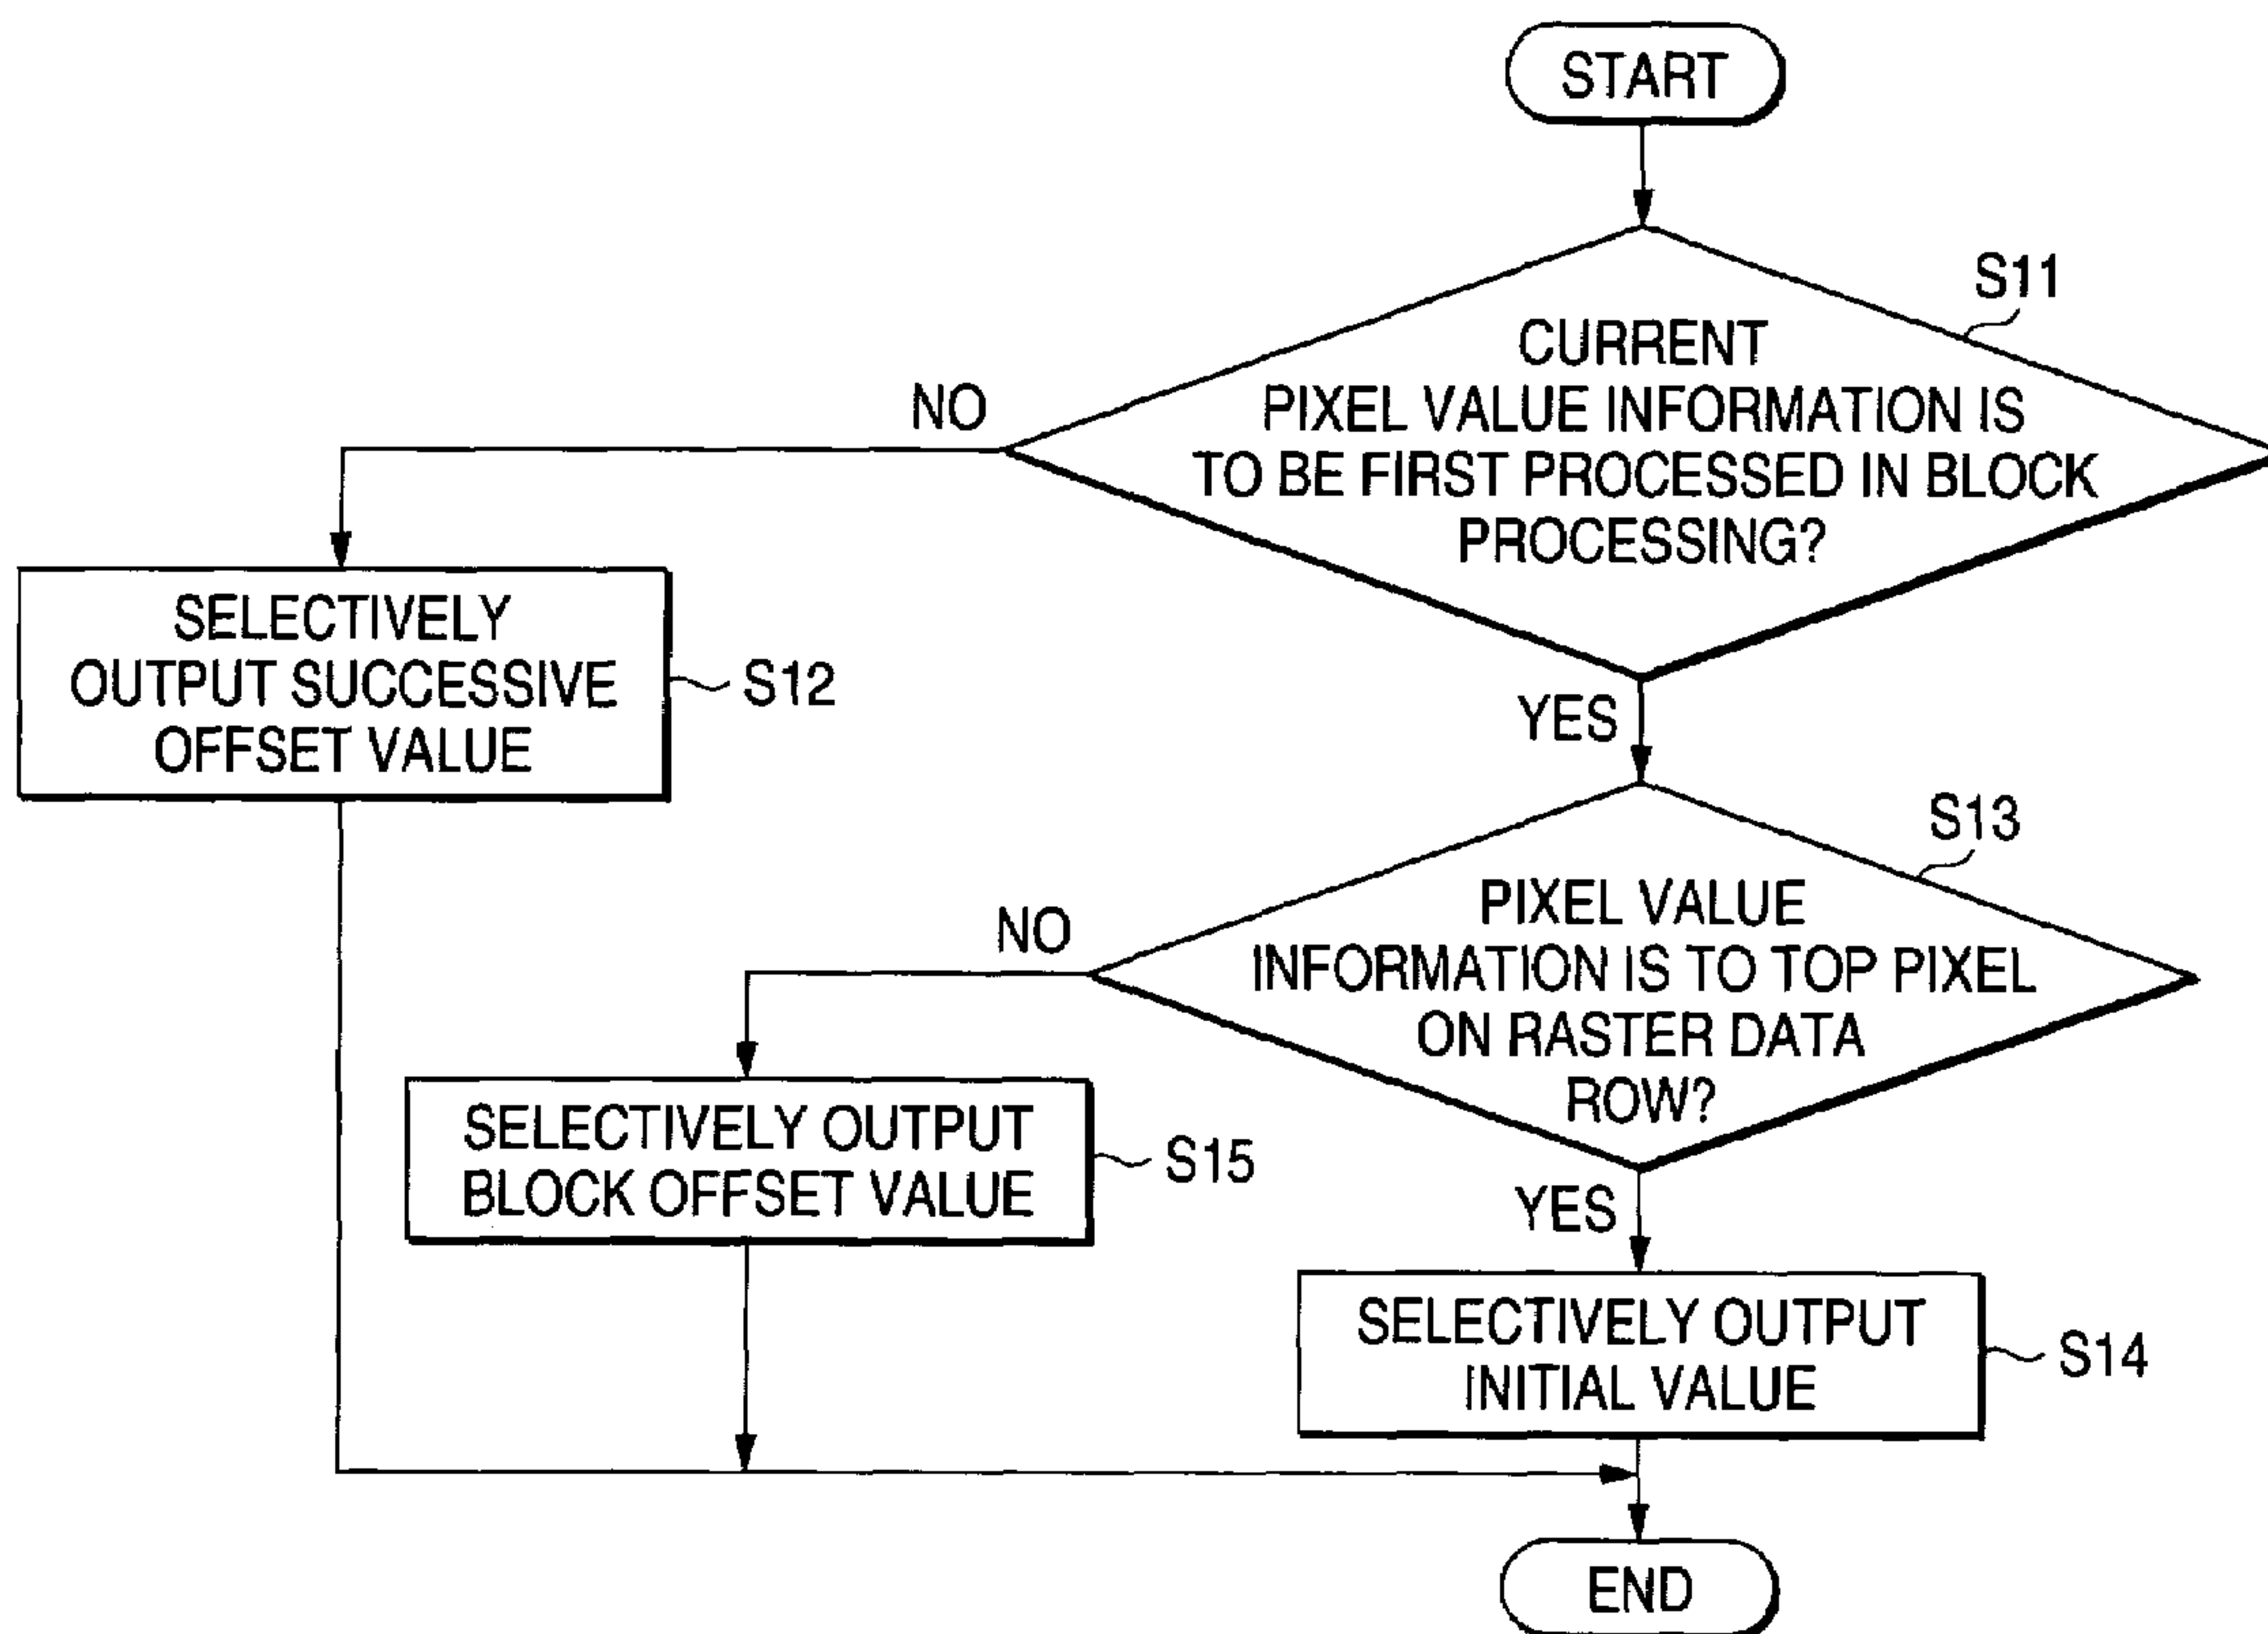 START
S11
CURRENT
PIXEL VALUE INFORMATION IS
TO BE FIRST PROCESSED IN BLOCK
PROCESSING?
NO
YES
SELECTIVELY
OUTPUT SUCCESSIVE
OFFSET VALUE
S12
S13
PIXEL VALUE
INFORMATION IS TO TOP PIXEL
ON RASTER DATA
ROW?
NO
YES
SELECTIVELY OUTPUT
BLOCK OFFSET VALUE
S15
SELECTIVELY OUTPUT
INITIAL VALUE
S14
END